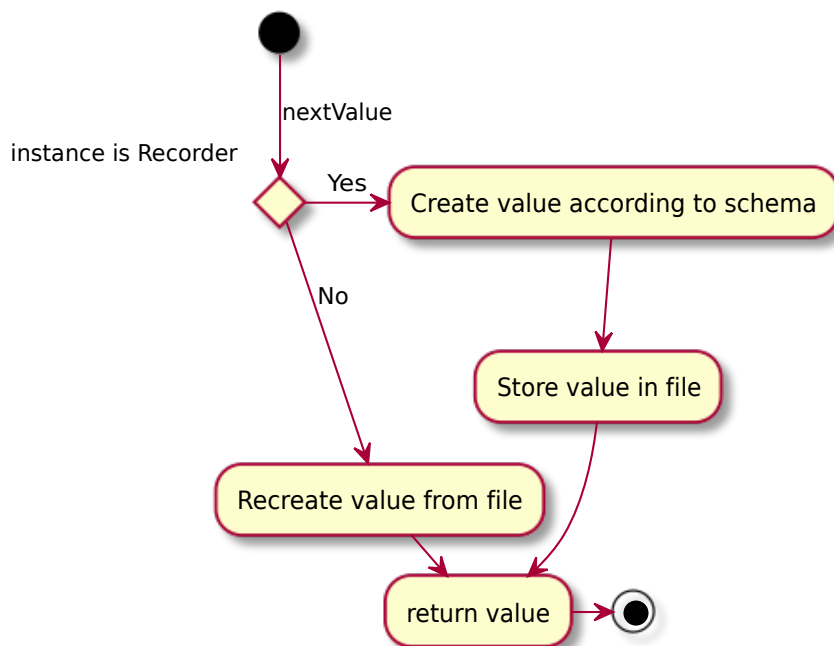 nextValue
instance is Recorder
Yes
Create value according to schema
No
Store value in file
Recreate value from file
return value